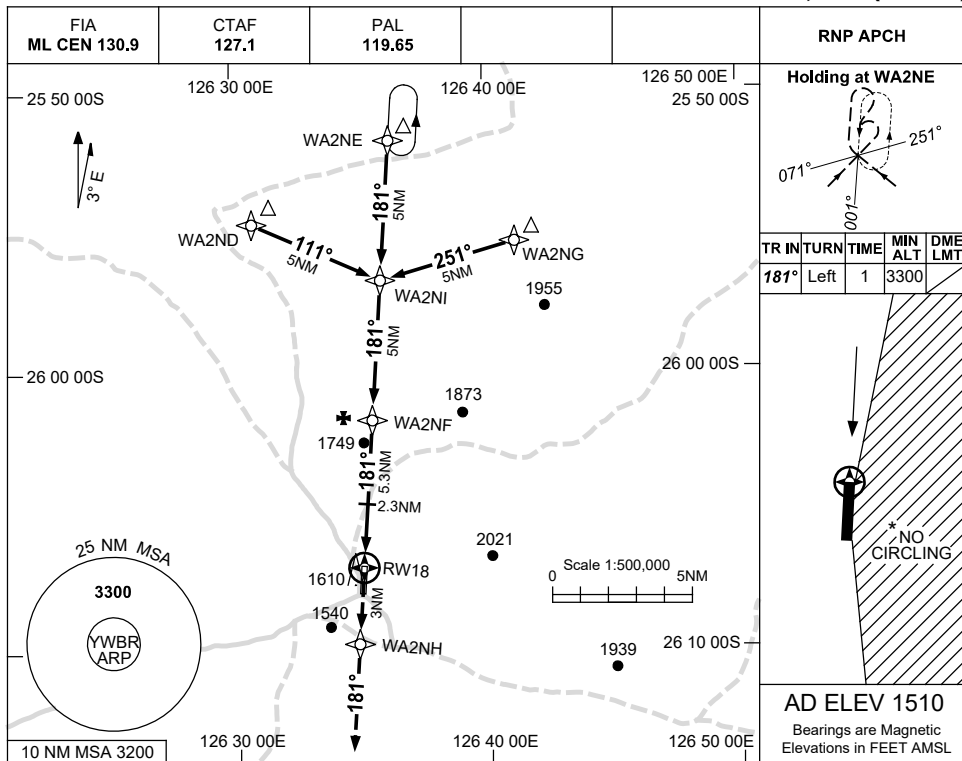 FIA
ML CEN 130.9
CTAF
127.1
PAL
119.65
RNP APCH
126 30 00E
126 40 00E
126 50 00E
25 50 00S
25 50 00S
3° E
WA2NE
181°
5NM
WA2ND
111°
5NM
251°
5NM
WA2NG
WA2NI
1955
181°
5NM
26 00 00S
26 00 00S
1873
WA2NF
1749
181°
5.3NM
2.3NM
2021
RW18
1610
3NM
Scale 1:500,000
0
5NM
1540
WA2NH
26 10 00S
1939
181°
25 NM MSA
3300
YWBR
ARP
10 NM MSA 3200
126 30 00E
126 40 00E
126 50 00E
Holding at WA2NE
251°
071°
001°
TR IN TURN TIME MIN ALT DME LMT
181° Left 1 3300
*NO
CIRCLING
AD ELEV 1510
Bearings are Magnetic
Elevations in FEET AMSL